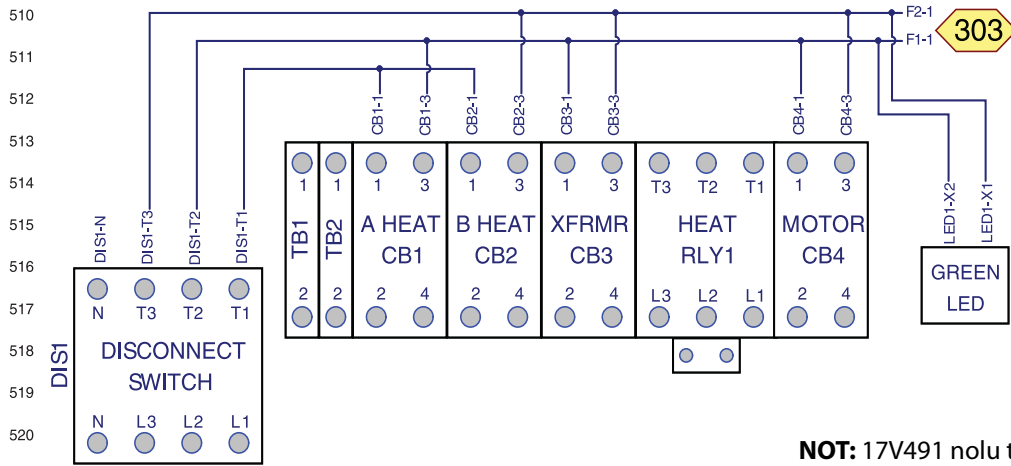 510
511
512
513
514
515
516
517
518
519
520
F2-1
F1-1
303
CB1-1
CB1-3
CB2-1
CB2-3
CB3-1
CB3-3
CB4-1
CB4-3
DIS1-N
DIS1-T3
DIS1-T2
DIS1-T1
LED1-X2
LED1-X1
1 1 1 3 1 3 1 3 T3 T2 T1 1 3
TB1
TB2
A HEAT
CB1
B HEAT
CB2
XFRMR
CB3
HEAT
RLY1
MOTOR
CB4
2 2 2 4 2 4 2 4 L3 L2 L1 2 4
GREEN
LED
DIS1
N T3 T2 T1
DISCONNECT
SWITCH
N L3 L2 L1
NOT: 17V491 nolu t